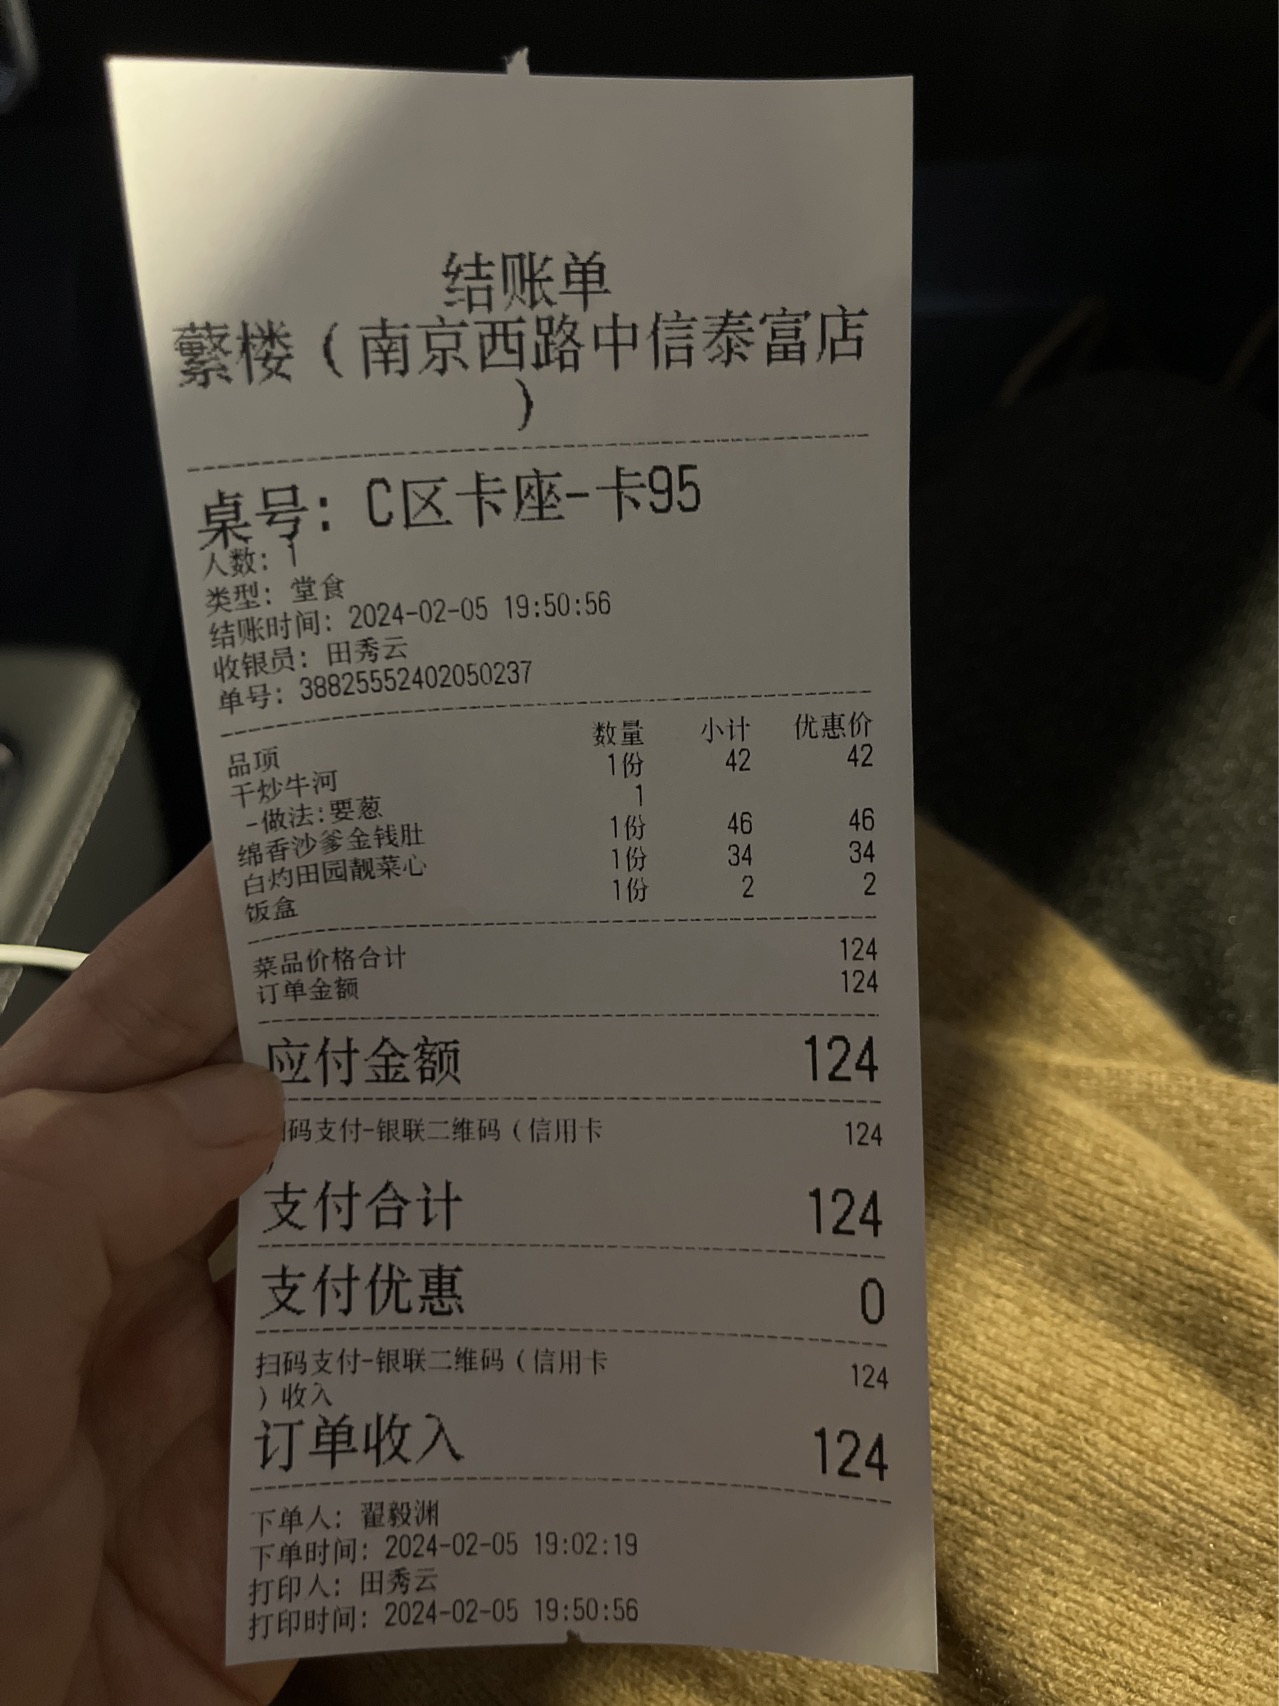 结账单
蘩楼（南京西路中信泰富店
）
桌号：C区卡座-卡95
人数：1
类型：堂食
结账时间：2024-02-05 19:50:56
收银员：田秀云
单号：38825552402050237
品项 数量 小计 优惠价
干炒牛河 1份 42 42
-做法:要葱 1
绵香沙爹金钱肚 1份 46 46
白灼田园靓菜心 1份 34 34
饭盒 1份 2 2
菜品价格合计 124
订单金额 124
应付金额 124
码支付-银联二维码（信用卡 124
）
支付合计 124
支付优惠 0
扫码支付-银联二维码（信用卡 124
）收入
订单收入 124
下单人：翟毅渊
下单时间：2024-02-05 19:02:19
打印人：田秀云
打印时间：2024-02-05 19:50:56